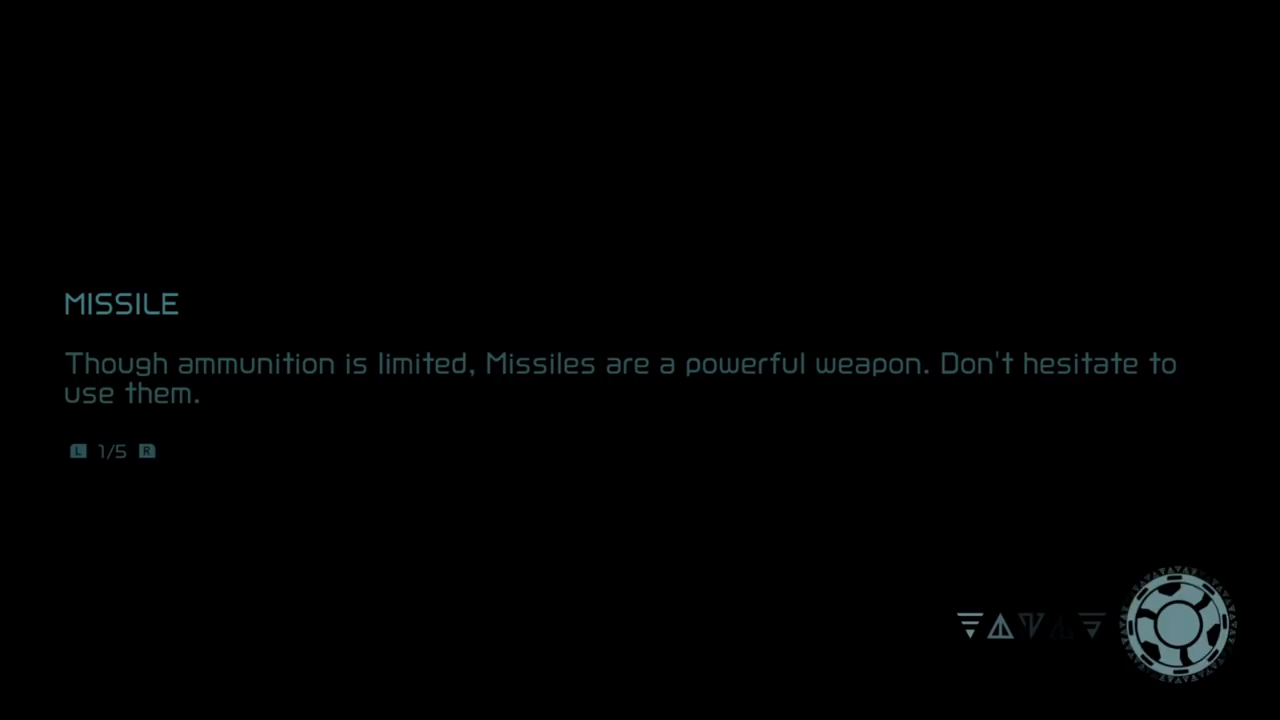 MISSILE
Though ammunition is limited, Missiles are a powerful weapon. Don't hesitate to
use them.
L 1/5 R